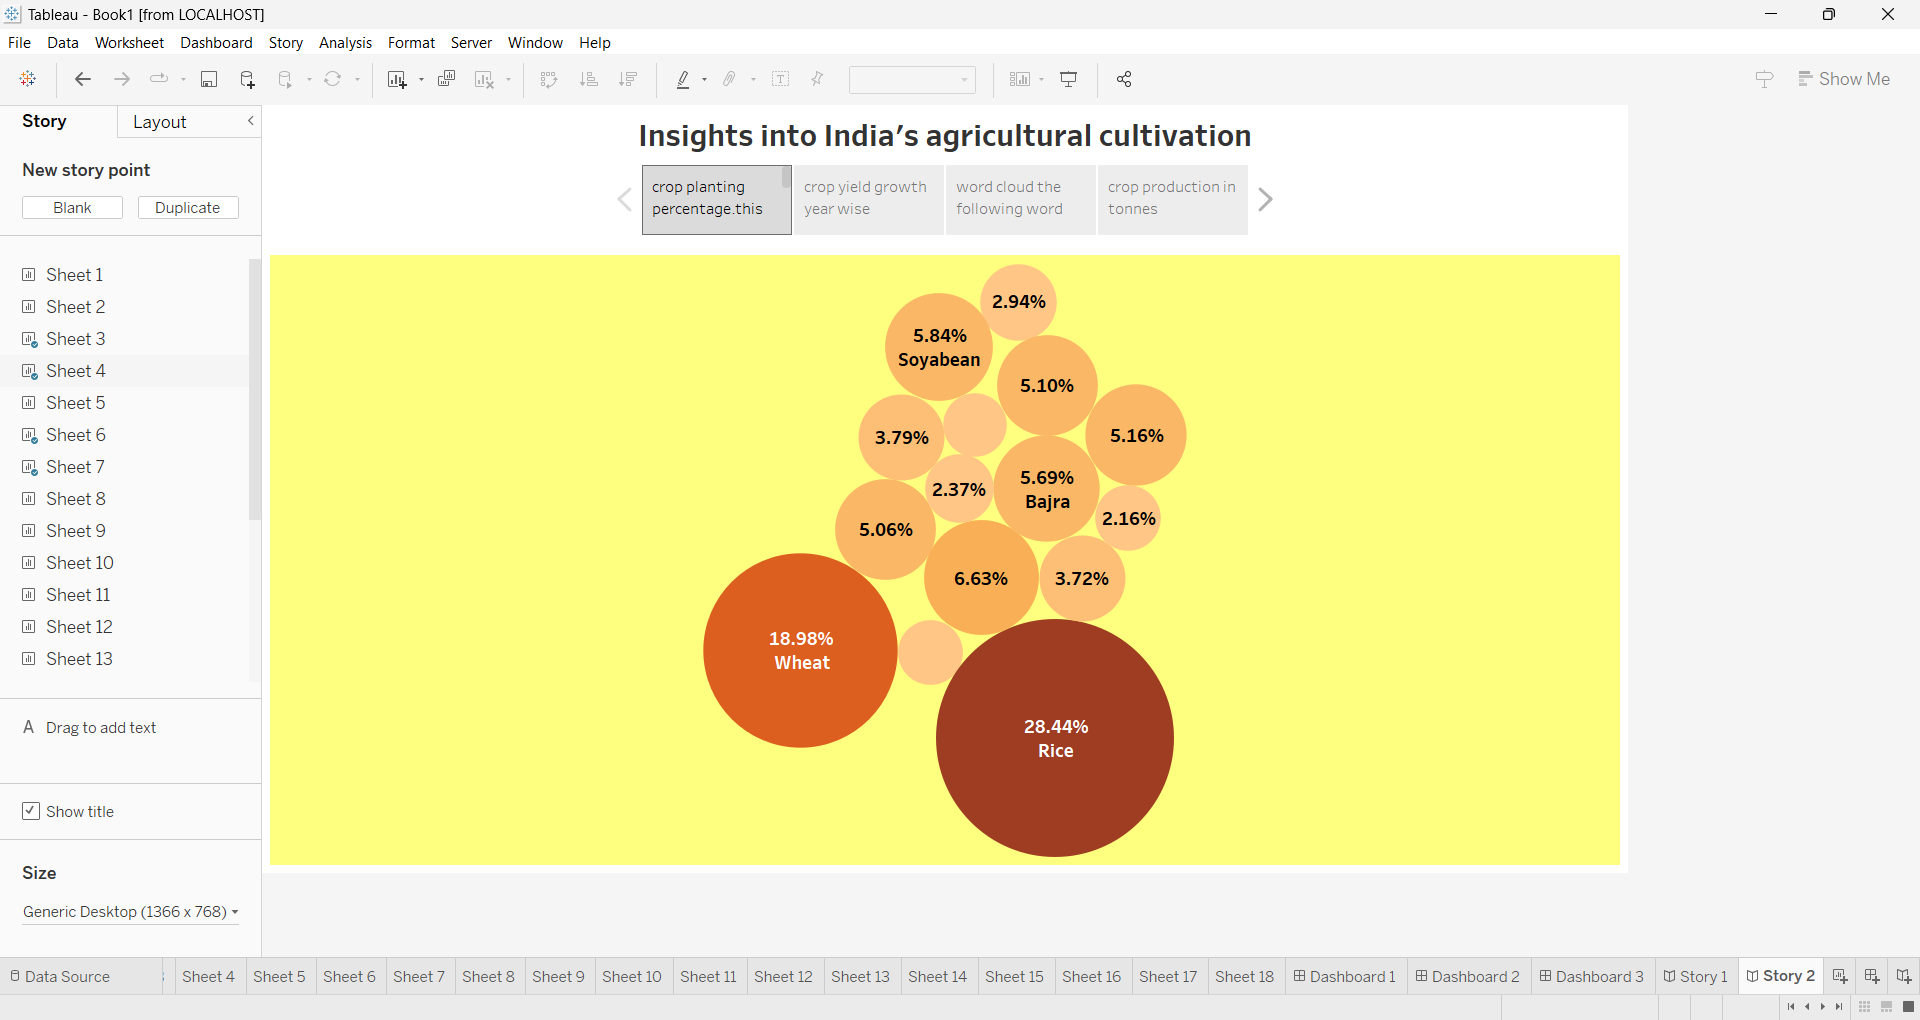 Tableau - Book1 [from LOCALHOST]
File Data Worksheet Dashboard Story Analysis Format Server Window Help
Show Me
Story Layout
New story point
Blank Duplicate
Sheet 1
Sheet 2
Sheet 3
Sheet 4
Sheet 5
Sheet 6
Sheet 7
Sheet 8
Sheet 9
Sheet 10
Sheet 11
Sheet 12
Sheet 13
A Drag to add text
Show title
Size
Generic Desktop (1366 x 768)
Insights into India's agricultural cultivation
crop planting
percentage.this
crop yield growth
year wise
word cloud the
following word
crop production in
tonnes
2.94%
5.84%
Soyabean
5.10%
3.79%
5.16%
5.69%
Bajra
2.37%
2.16%
5.06%
6.63%
3.72%
18.98%
Wheat
28.44%
Rice
Data Source Sheet 4 Sheet 5 Sheet 6 Sheet 7 Sheet 8 Sheet 9 Sheet 10 Sheet 11 Sheet 12 Sheet 13 Sheet 14 Sheet 15 Sheet 16 Sheet 17 Sheet 18 Dashboard 1 Dashboard 2 Dashboard 3 Story 1 Story 2